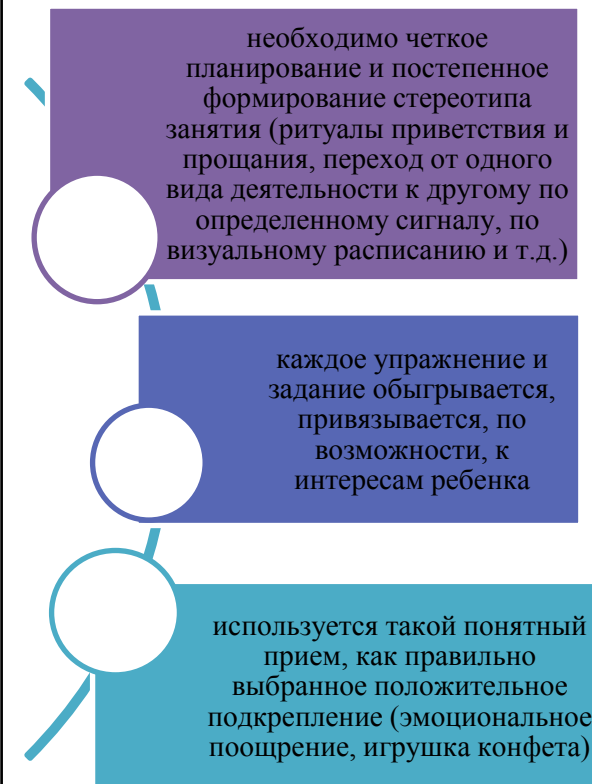 необходимо четкое
планирование и постепенное
формирование стереотипа
занятия (ритуалы приветствия и
прощания, переход от одного
вида деятельности к другому по
определенному сигналу, по
визуальному расписанию и т.д.)
каждое упражнение и
задание обыгрывается,
привязывается, по
возможности, к
интересам ребенка
используется такой понятный
прием, как правильно
выбранное положительное
подкрепление (эмоциональное
поощрение, игрушка конфета)